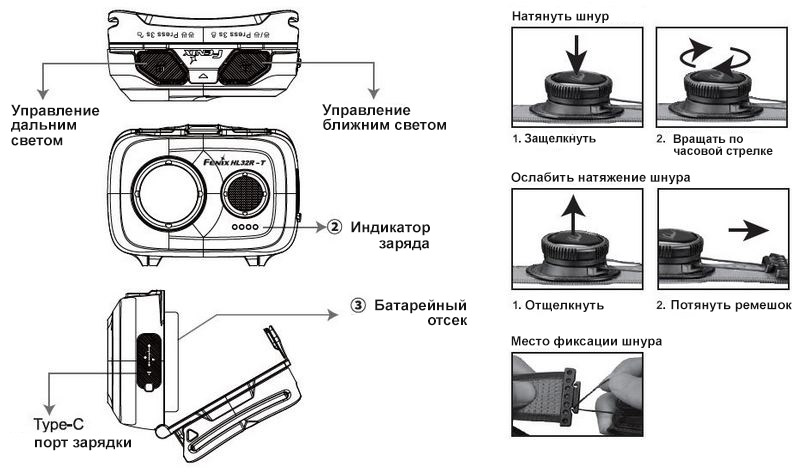 Press 3s Press 3s
FENIX
Управление
дальним
светом
Управление
ближним светом
FENIX HL32R-T
② Индикатор
заряда
③ Батарейный
отсек
Type-C
порт зарядки
Натянуть шнур
1. Защелкнуть
2. Вращать по
часовой стрелке
Ослабить натяжение шнура
1. Отщелкнуть
2. Потянуть ремешок
Место фиксации шнура